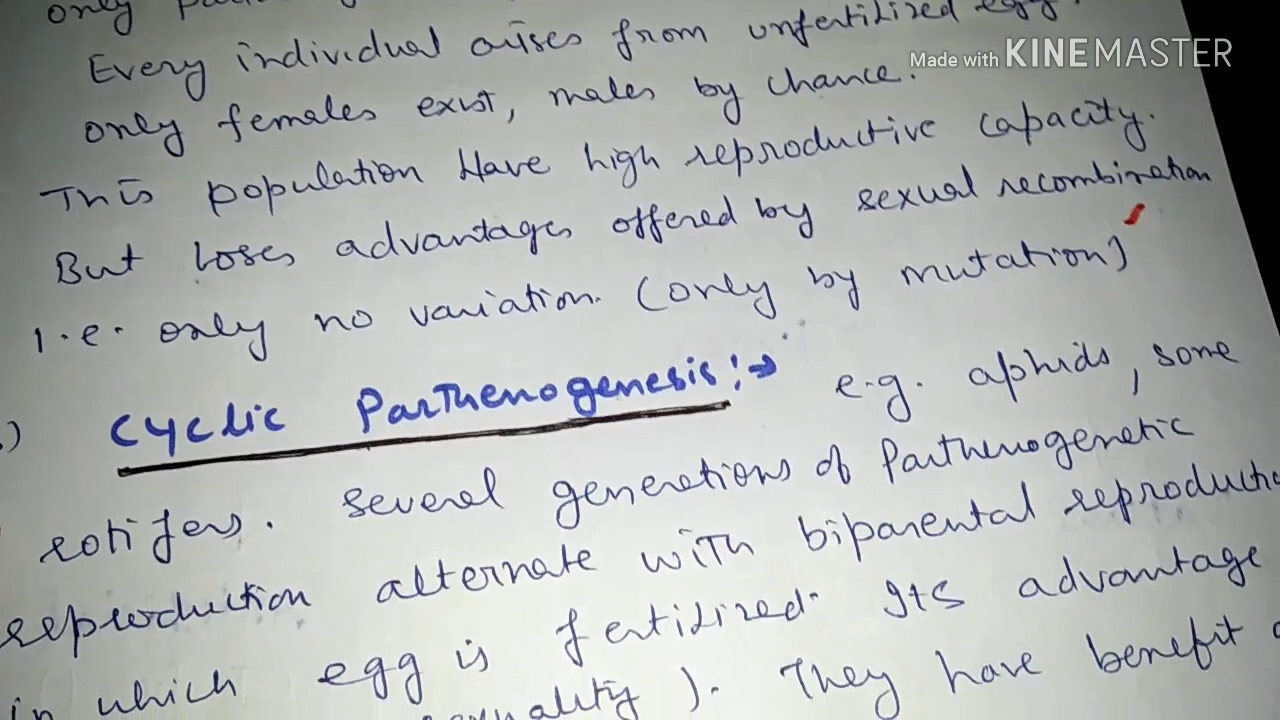 only
Every individual arises from unfertilized egg.
Made with KINEMASTER
only females exist, males by chance.
This population Have high reproductive capacity.
But loses advantages offered by sexual recombination
i.e. only no variation. (only by mutation)
.) Cyclic Parthenogenesis:→ e.g. aphids, some
rotifers. Several generations of Parthenogenetic
reproduction alternate with biparental reproductio
in which egg is fertilized. Its advantage
). They have benefit